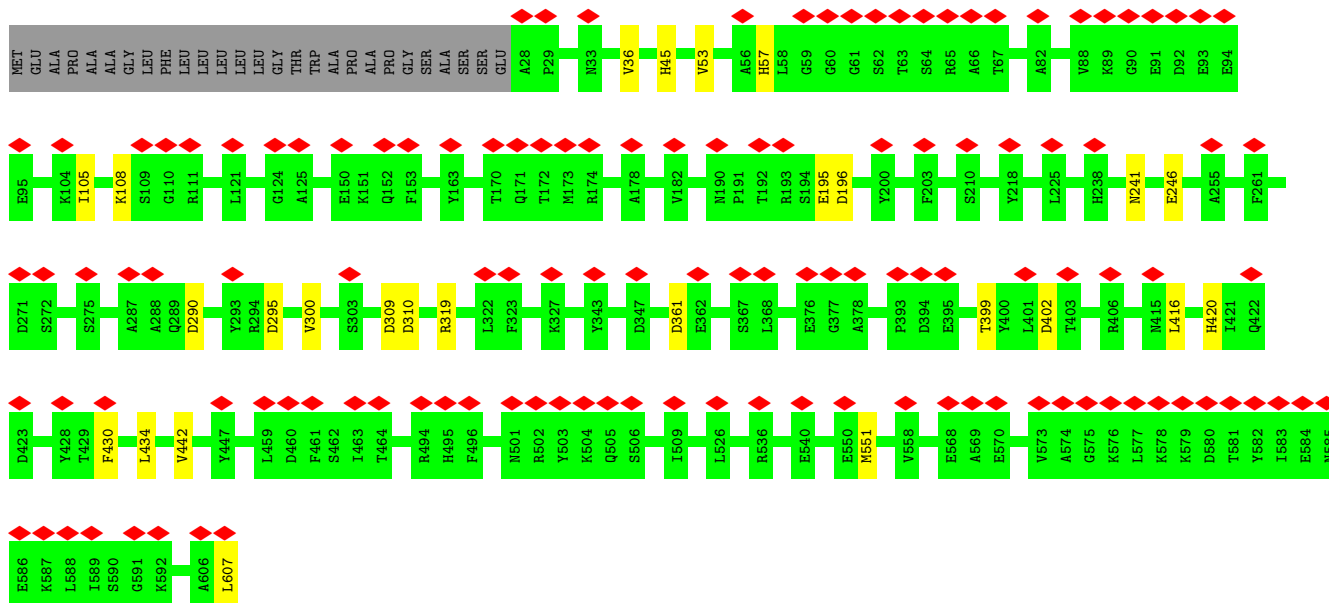 MET GLU ALA PRO ALA ALA GLY LEU PHE LEU LEU LEU LEU LEU GLY THR TRP ALA PRO ALA PRO GLY SER ALA SER SER GLU A28 P29 N33 V36 H45 V53 A56 H57 L58 G59 G60 G61 S62 T63 S64 R65 A66 T67 A82 V88 K89 G90 E91 D92 E93 E94
E95 K104 I105 K108 S109 G110 R111 L121 G124 A125 E150 K151 Q152 F153 Y163 T170 Q171 T172 M173 R174 A178 V182 N190 P191 T192 R193 S194 E195 D196 Y200 F203 S210 Y218 L225 H238 N241 E246 A255 F261
D271 S272 S275 A287 A288 Q289 D290 Y293 R294 D295 V300 S303 D309 D310 R319 L322 F323 K327 Y343 D347 D361 E362 S367 L368 E376 G377 A378 P393 D394 E395 T399 Y400 L401 D402 T403 R406 N415 L416 H420 I421 Q422
D423 Y428 T429 F430 L434 V442 Y447 L459 D460 F461 S462 I463 T464 R494 H495 F496 N501 R502 Y503 K504 Q505 S506 I509 L526 R536 E540 E550 M551 V558 E568 A569 E570 V573 A574 G575 K576 L577 K578 K579 D580 T581 Y582 I583 E584 N585
E586 K587 L588 I589 S590 G591 K592 A606 L607